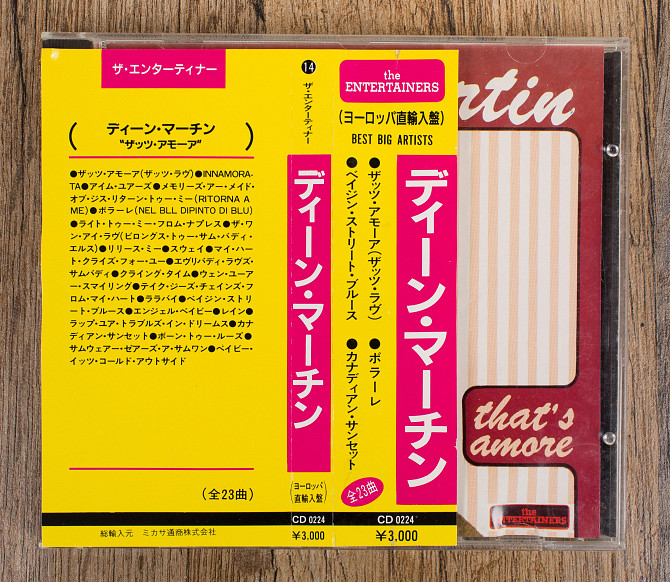 ザ・エンターティナー
ディーン・マーチン
"ザッツ・アモーア"
●ザッツ・アモーア(ザッツ・ラヴ)●INNAMORA-
TA●アイム・ユアーズ●メモリーズ・アー・メイド・
オブ・ジス・リターン・トゥー・ミー(RITORNA A
ME)●ボラーレ(NEL BLL DIPINTO DI BLU)
●ライト・トゥー・ミー・フロム・ナプレス●ザ・ワ
ン・アイ・ラヴ(ビロングス・トゥー・サム・バディ・
エルス)●リリース・ミー●スウェイ●マイ・ハー
ト・クライズ・フォー・ユー●エヴリバディ・ラヴズ・
サムバディ●クライング・タイム●ウェン・ユーア
ー・スマイリング●テイク・ジーズ・チェインズ・フ
ロム・マイ・ハート●ララバイ●ベイジン・ストリ
ート・ブルース●エンジェル・ベイビー●レイン●
ラップ・ユア・トラブルズ・イン・ドリームス●カナ
ディアン・サンセット●ボーン・トゥー・ルーズ●
サムウェアー・ゼアーズ・ア・サムワン●ベイビー・
イッツ・コールド・アウトサイド
(全23曲)
総輸入元 ミカサ通商株式会社
14
ザ・エンターティナー
ディーン・マーチン
(ヨーロッパ
直輸入盤)
CD 0224
¥3,000
the
ENTERTAINERS
(ヨーロッパ直輸入盤)
BEST BIG ARTISTS
ディーン・マーチン
●ザッツ・アモーア(ザッツ・ラヴ) ●ボラーレ
●ベイジン・ストリート・ブルース ●カナディアン・サンセット
全23曲
CD 0224
¥3,000
rtin
that's
amore
the
ENTERTAINERS